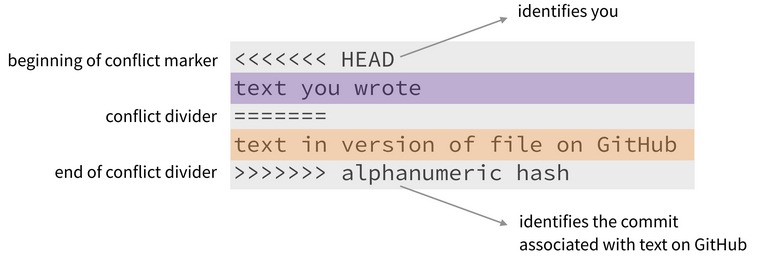 identifies you
beginning of conflict marker <<<<<<< HEAD
text you wrote
conflict divider =======
text in version of file on GitHub
end of conflict divider >>>>>>> alphanumeric hash
identifies the commit
associated with text on GitHub